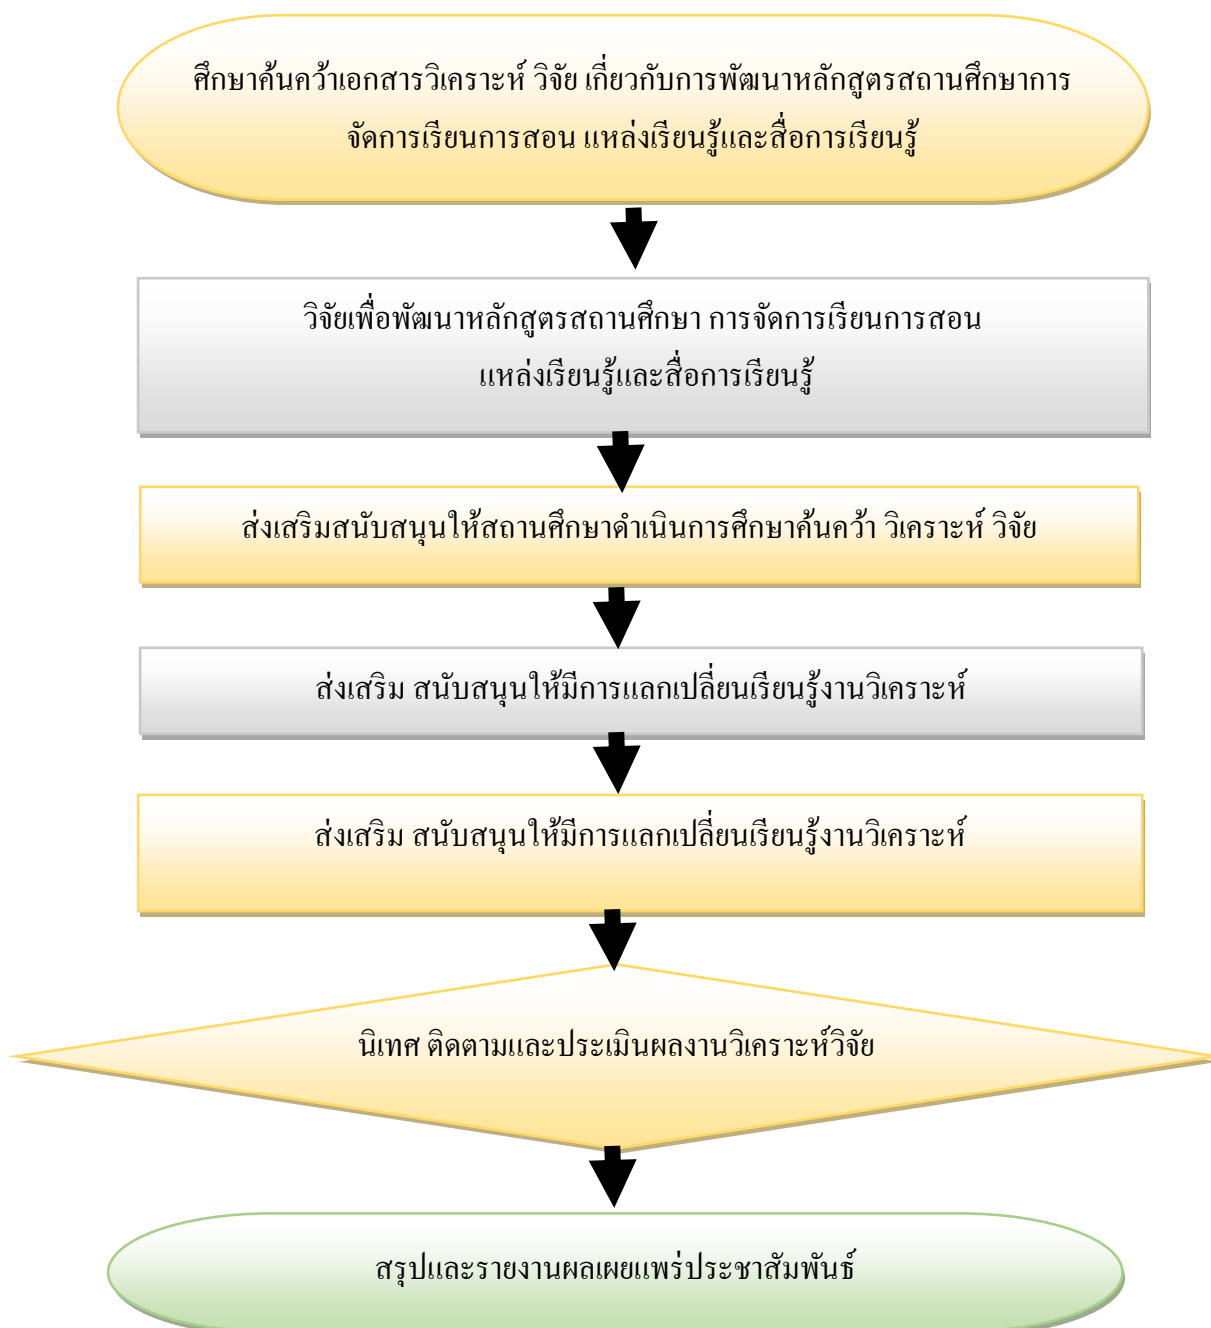 ศึกษาค้นคว้าเอกสารวิเคราะห์ วิจัย เกี่ยวกับการพัฒนาหลักสูตรสถานศึกษาการ
จัดการเรียนการสอน แหล่งเรียนรู้และสื่อการเรียนรู้
วิจัยเพื่อพัฒนาหลักสูตรสถานศึกษา การจัดการเรียนการสอน
แหล่งเรียนรู้และสื่อการเรียนรู้
ส่งเสริมสนับสนุนให้สถานศึกษาดำเนินการศึกษาค้นคว้า วิเคราะห์ วิจัย
ส่งเสริม สนับสนุนให้มีการแลกเปลี่ยนเรียนรู้งานวิเคราะห์
ส่งเสริม สนับสนุนให้มีการแลกเปลี่ยนเรียนรู้งานวิเคราะห์
นิเทศ ติดตามและประเมินผลงานวิเคราะห์วิจัย
สรุปและรายงานผลเผยแพร่ประชาสัมพันธ์